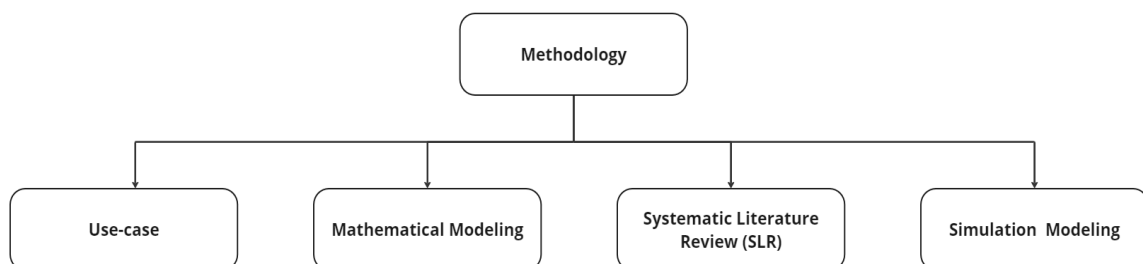 Methodology
Use-case
Mathematical Modeling
Systematic Literature
Review (SLR)
Simulation  Modeling